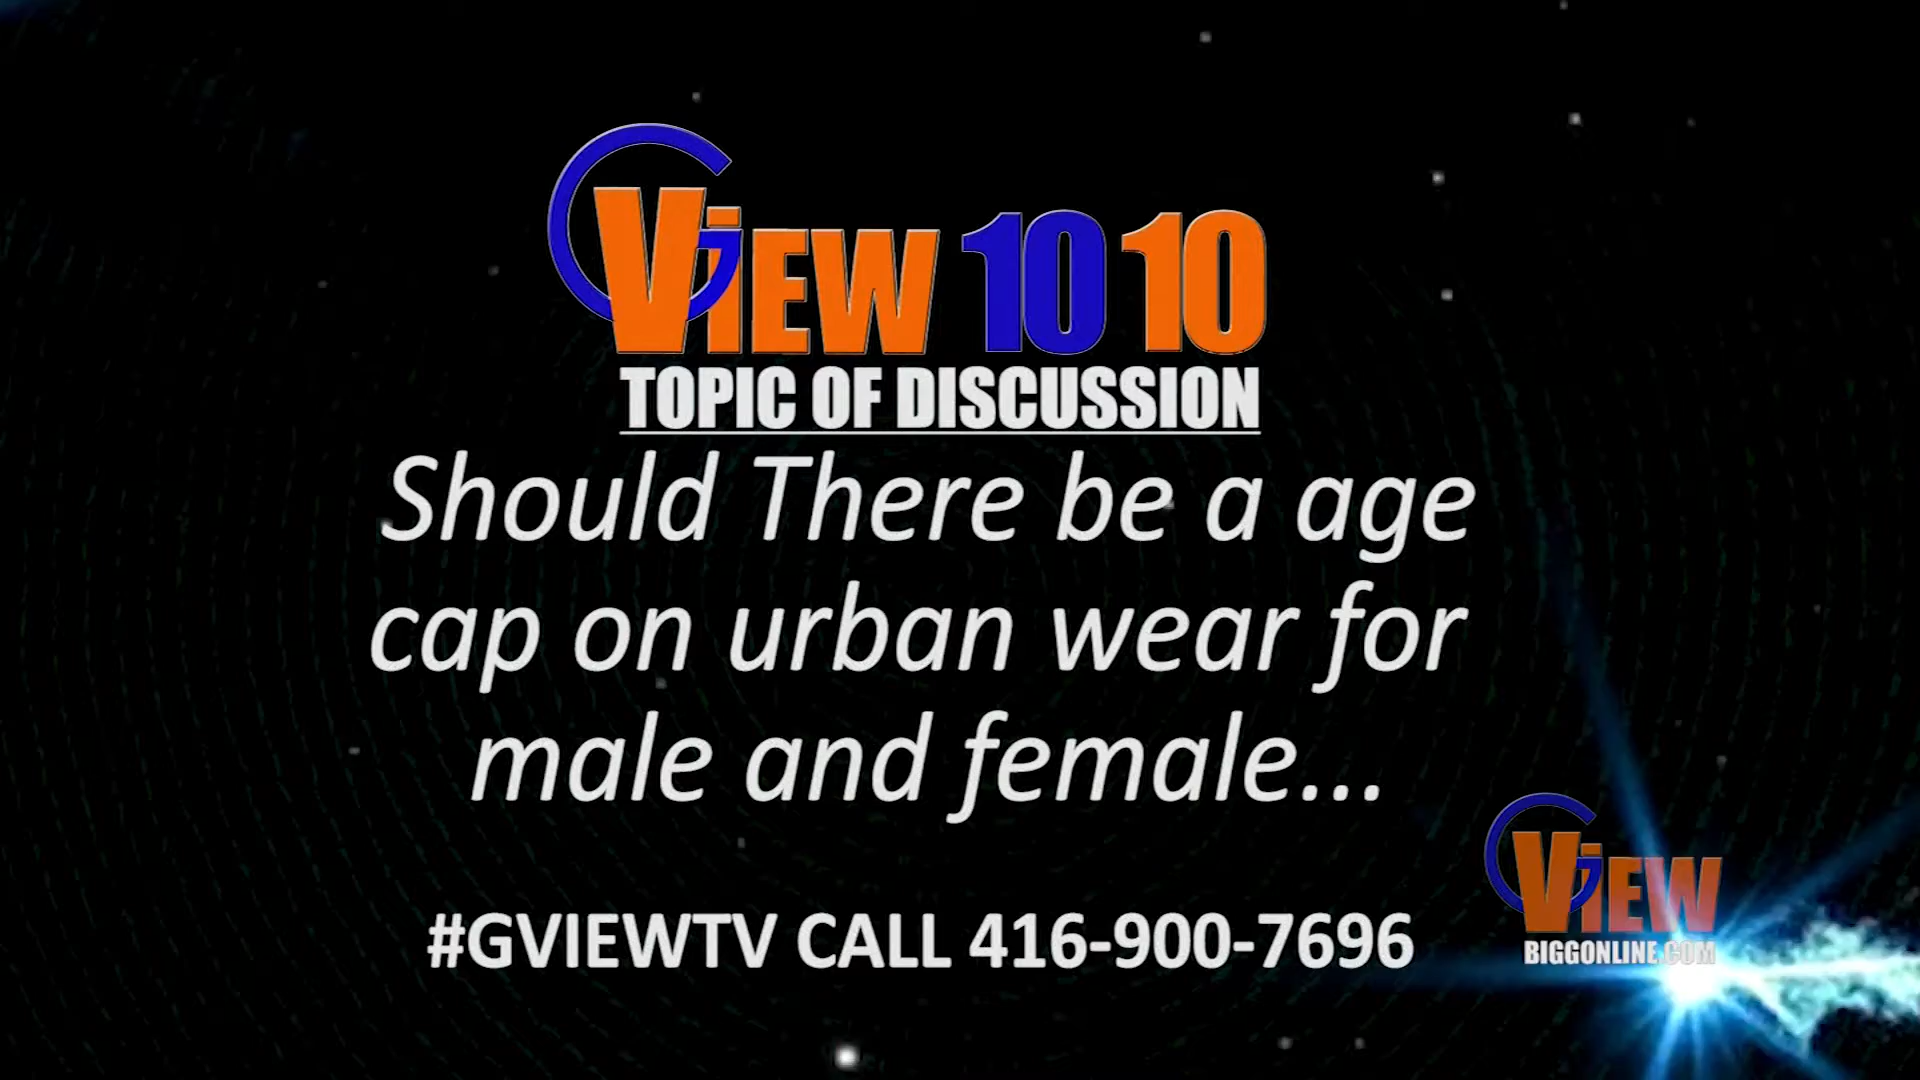 GVIEW 10 10
TOPIC OF DISCUSSION
Should There be a age
cap on urban wear for
male and female...
#GVIEWTV CALL 416-900-7696
GVIEW
BIGGONLINE.COM